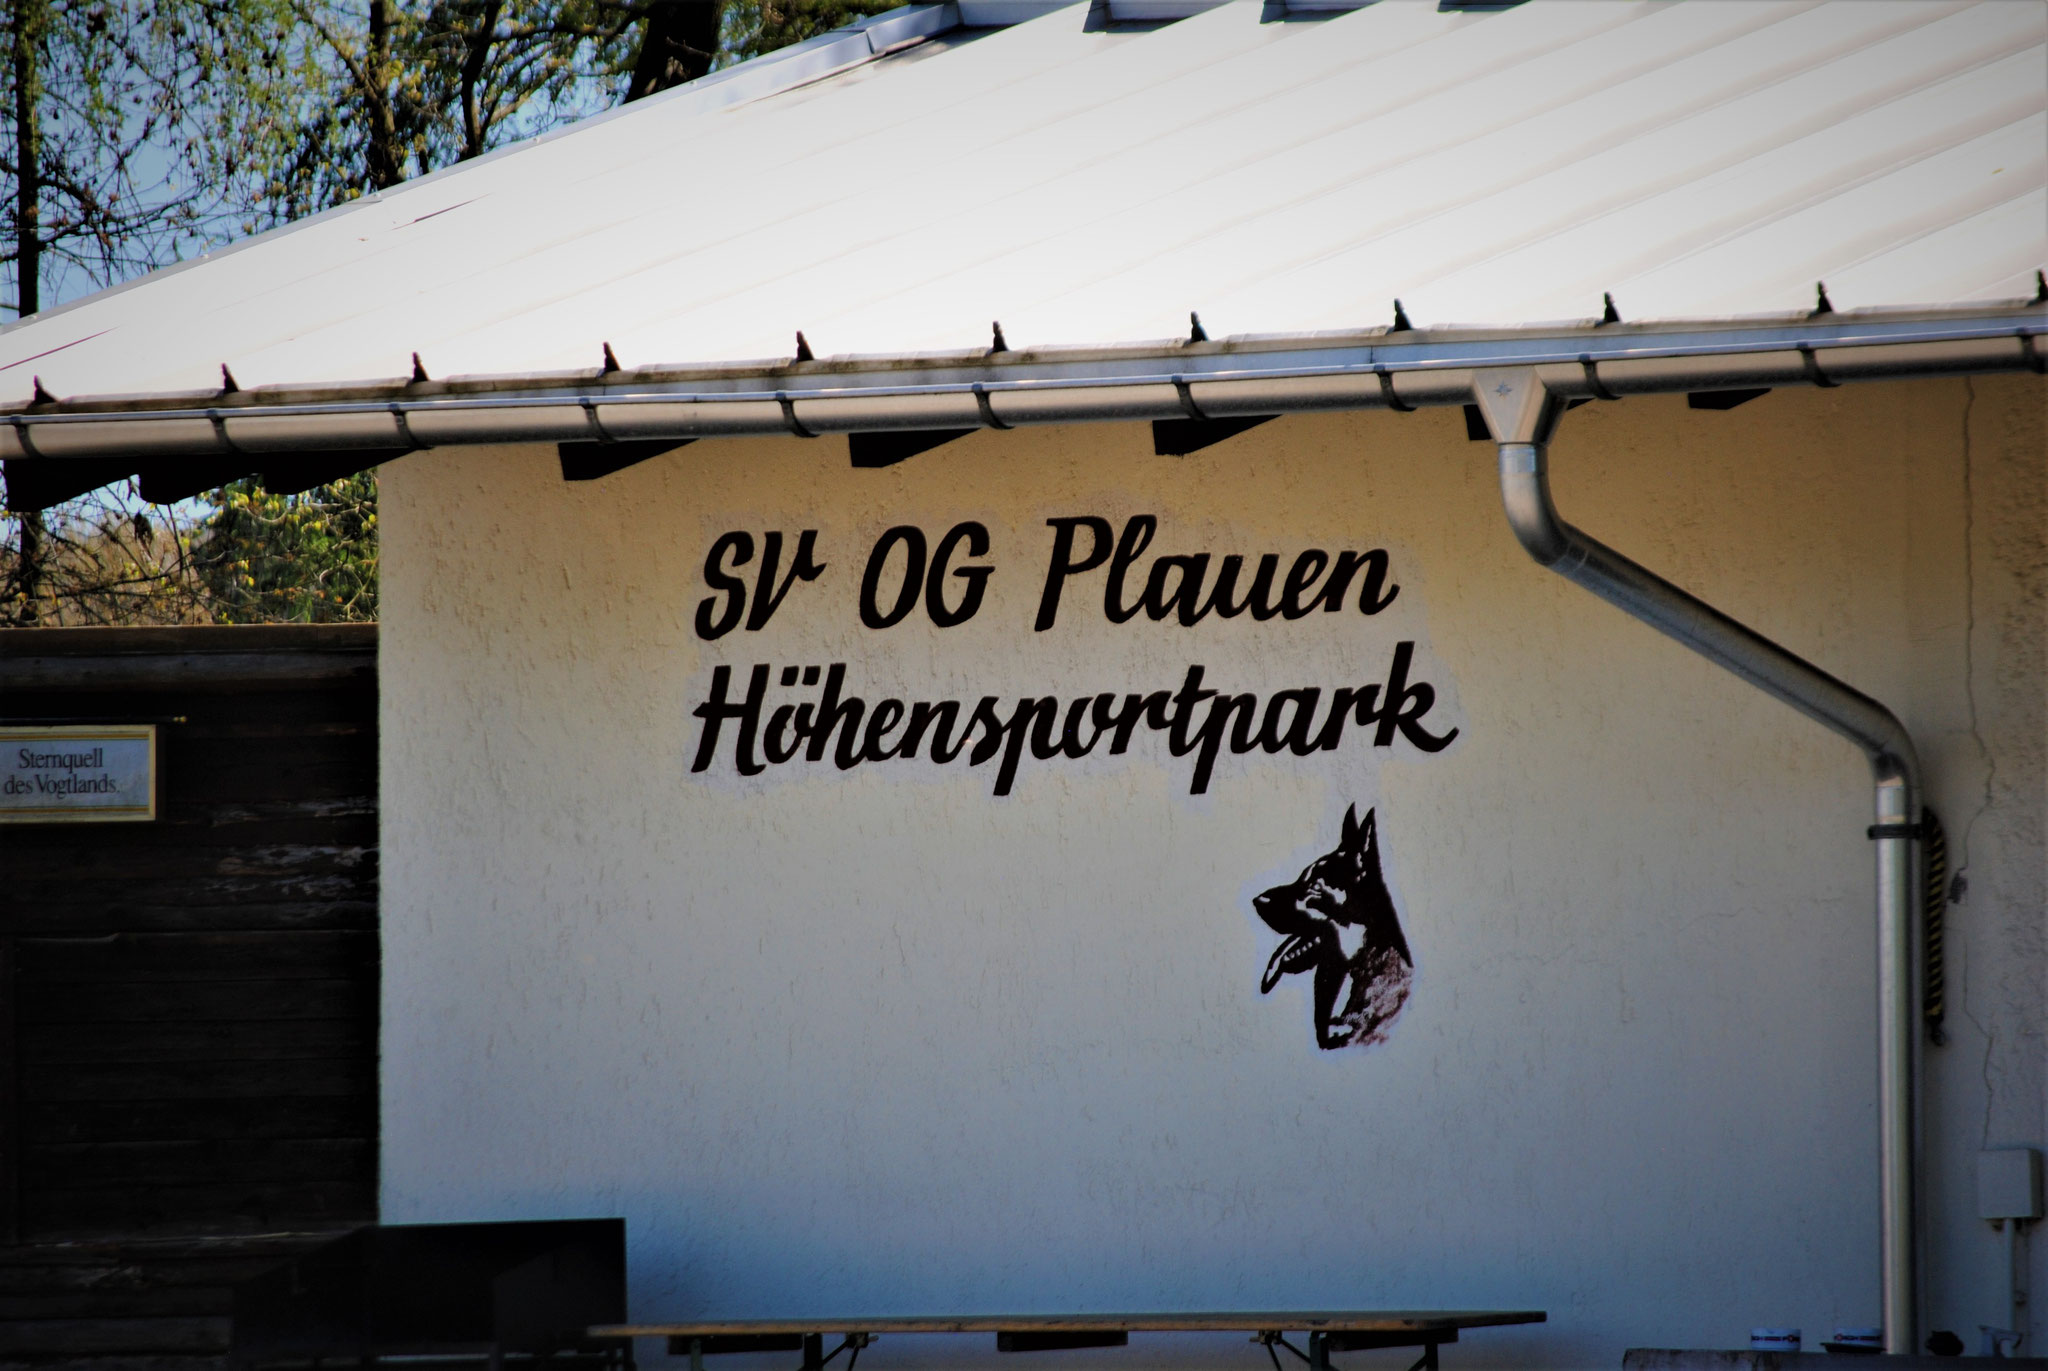 SV OG Plauen
Höhensportpark
Sternquell
des Vogtlands.